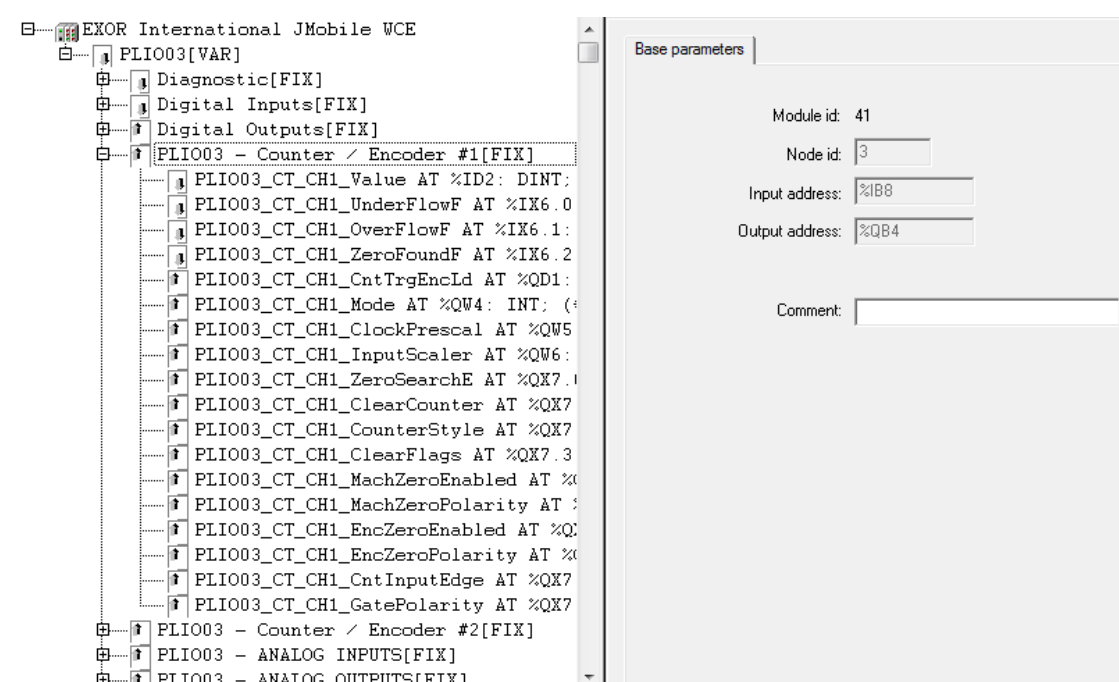 EXOR International JMobile WCE
PLIO03[VAR]
Diagnostic[FIX]
Digital Inputs[FIX]
Digital Outputs[FIX]
PLIO03 - Counter / Encoder #1[FIX]
PLIO03_CT_CH1_Value AT %ID2: DINT;
PLIO03_CT_CH1_UnderFlowF AT %IX6.0
PLIO03_CT_CH1_OverFlowF AT %IX6.1:
PLIO03_CT_CH1_ZeroFoundF AT %IX6.2
PLIO03_CT_CH1_CntTrgEncLd AT %QD1:
PLIO03_CT_CH1_Mode AT %QW4: INT; (*
PLIO03_CT_CH1_ClockPrescal AT %QW5
PLIO03_CT_CH1_InputScaler AT %QW6:
PLIO03_CT_CH1_ZeroSearchE AT %QX7.
PLIO03_CT_CH1_ClearCounter AT %QX7
PLIO03_CT_CH1_CounterStyle AT %QX7
PLIO03_CT_CH1_ClearFlags AT %QX7.3
PLIO03_CT_CH1_MachZeroEnabled AT %
PLIO03_CT_CH1_MachZeroPolarity AT
PLIO03_CT_CH1_EncZeroEnabled AT %Q
PLIO03_CT_CH1_EncZeroPolarity AT %
PLIO03_CT_CH1_CntInputEdge AT %QX7
PLIO03_CT_CH1_GatePolarity AT %QX7
PLIO03 - Counter / Encoder #2[FIX]
PLIO03 - ANALOG INPUTS[FIX]
PLIO03 - ANALOG OUTPUTS[FIX]
Base parameters
Module id: 41
Node id: 3
Input address: %IB8
Output address: %QB4
Comment: